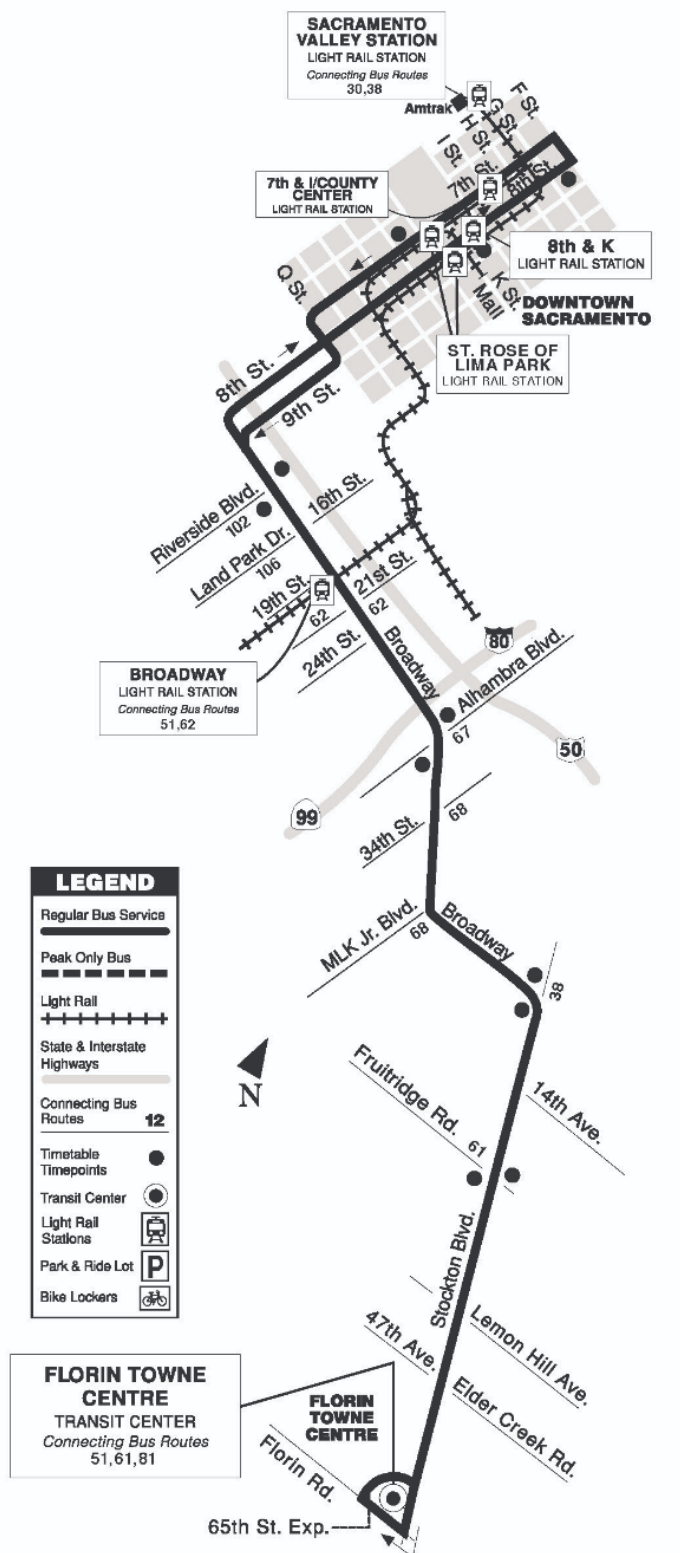 SACRAMENTO
VALLEY STATION
LIGHT RAIL STATION
Connecting Bus Routes
30,38
Amtrak
F St.
G St.
H St.
I St.
7th St.
8th St.
7th & I/COUNTY
CENTER
LIGHT RAIL STATION
8th & K
LIGHT RAIL STATION
Q St.
K St.
Mall
DOWNTOWN
SACRAMENTO
ST. ROSE OF
LIMA PARK
LIGHT RAIL STATION
8th St.
9th St.
Riverside Blvd.
102
16th St.
Land Park Dr.
106
19th St.
62
21st St.
62
24th St.
Broadway
80
BROADWAY
LIGHT RAIL STATION
Connecting Bus Routes
51,62
Alhambra Blvd.
67
50
99
34th St.
68
LEGEND
Regular Bus Service
Peak Only Bus
Light Rail
State & Interstate
Highways
Connecting Bus
Routes 12
Timetable
Timepoints
Transit Center
Light Rail
Stations
Park & Ride Lot P
Bike Lockers
MLK Jr. Blvd.
68
Broadway
38
N
Fruitridge Rd.
61
14th Ave.
Stockton Blvd.
47th Ave.
Lemon Hill Ave.
Elder Creek Rd.
FLORIN TOWNE
CENTRE
TRANSIT CENTER
Connecting Bus Routes
51,61,81
FLORIN
TOWNE
CENTRE
Florin Rd.
65th St. Exp.